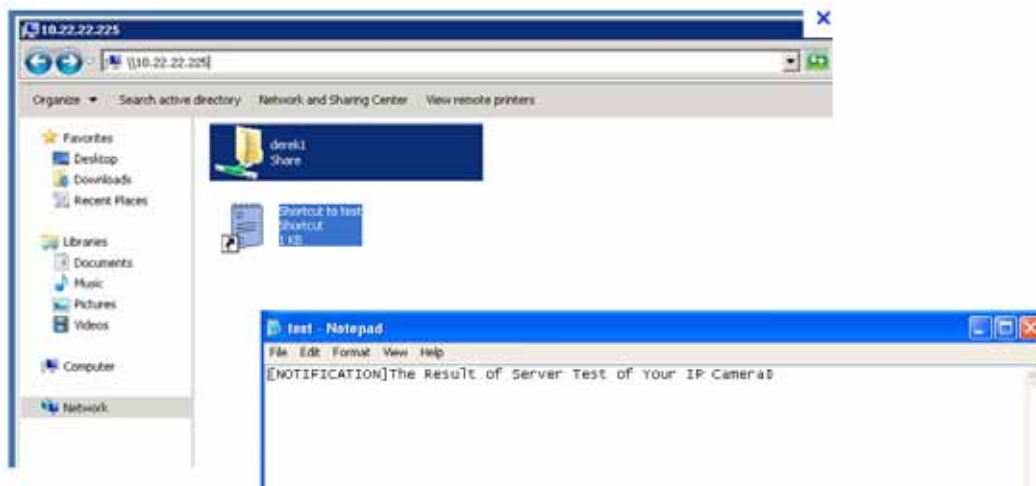 10.22.22.225
\\10.22.22.225
Organize Search active directory Network and Sharing Center View remote printers
Favorites
Desktop
Downloads
Recent Places
Libraries
Documents
Music
Pictures
Videos
Computer
Network
derek1
Share
Shortcut to test
Shortcut
1 KB
test - Notepad
File Edit Format View Help
[NOTIFICATION]The Result of Server Test of Your IP Camera